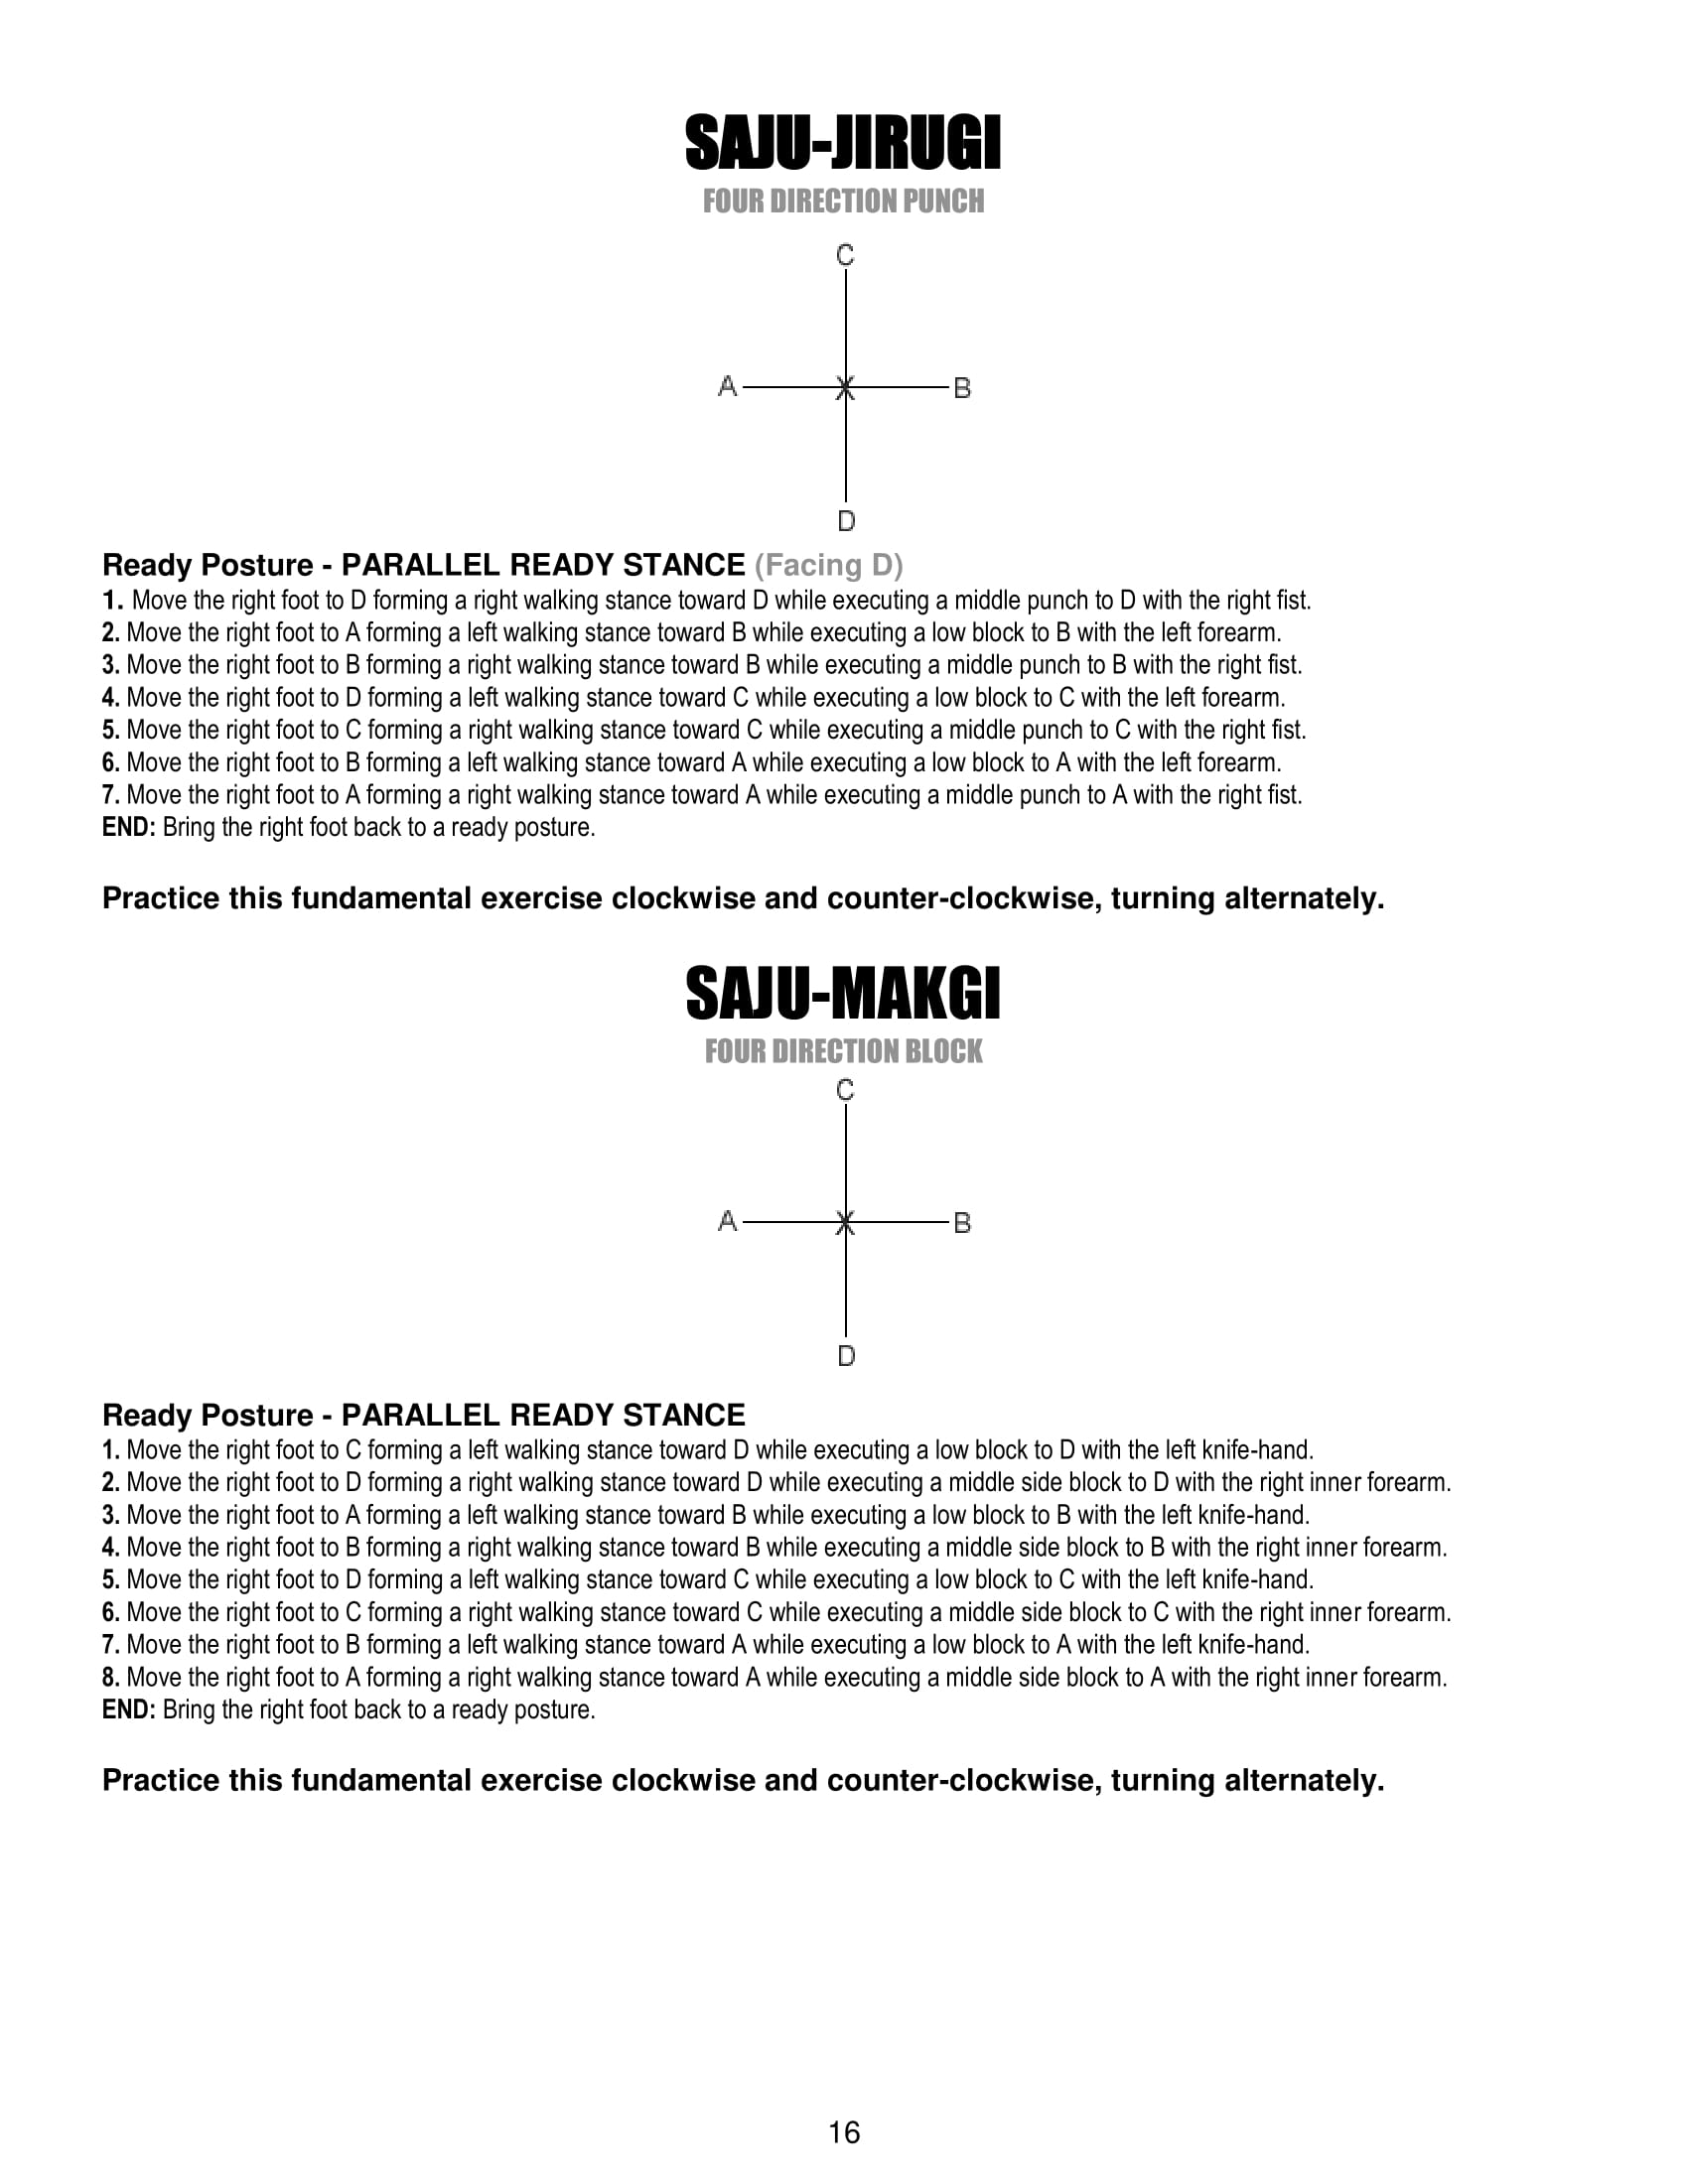 SAJU-JIRUGI
FOUR DIRECTION PUNCH
C
A X B
D
Ready Posture - PARALLEL READY STANCE (Facing D)
1. Move the right foot to D forming a right walking stance toward D while executing a middle punch to D with the right fist.
2. Move the right foot to A forming a left walking stance toward B while executing a low block to B with the left forearm.
3. Move the right foot to B forming a right walking stance toward B while executing a middle punch to B with the right fist.
4. Move the right foot to D forming a left walking stance toward C while executing a low block to C with the left forearm.
5. Move the right foot to C forming a right walking stance toward C while executing a middle punch to C with the right fist.
6. Move the right foot to B forming a left walking stance toward A while executing a low block to A with the left forearm.
7. Move the right foot to A forming a right walking stance toward A while executing a middle punch to A with the right fist.
END: Bring the right foot back to a ready posture.
Practice this fundamental exercise clockwise and counter-clockwise, turning alternately.
SAJU-MAKGI
FOUR DIRECTION BLOCK
C
A X B
D
Ready Posture - PARALLEL READY STANCE
1. Move the right foot to C forming a left walking stance toward D while executing a low block to D with the left knife-hand.
2. Move the right foot to D forming a right walking stance toward D while executing a middle side block to D with the right inner forearm.
3. Move the right foot to A forming a left walking stance toward B while executing a low block to B with the left knife-hand.
4. Move the right foot to B forming a right walking stance toward B while executing a middle side block to B with the right inner forearm.
5. Move the right foot to D forming a left walking stance toward C while executing a low block to C with the left knife-hand.
6. Move the right foot to C forming a right walking stance toward C while executing a middle side block to C with the right inner forearm.
7. Move the right foot to B forming a left walking stance toward A while executing a low block to A with the left knife-hand.
8. Move the right foot to A forming a right walking stance toward A while executing a middle side block to A with the right inner forearm.
END: Bring the right foot back to a ready posture.
Practice this fundamental exercise clockwise and counter-clockwise, turning alternately.
16